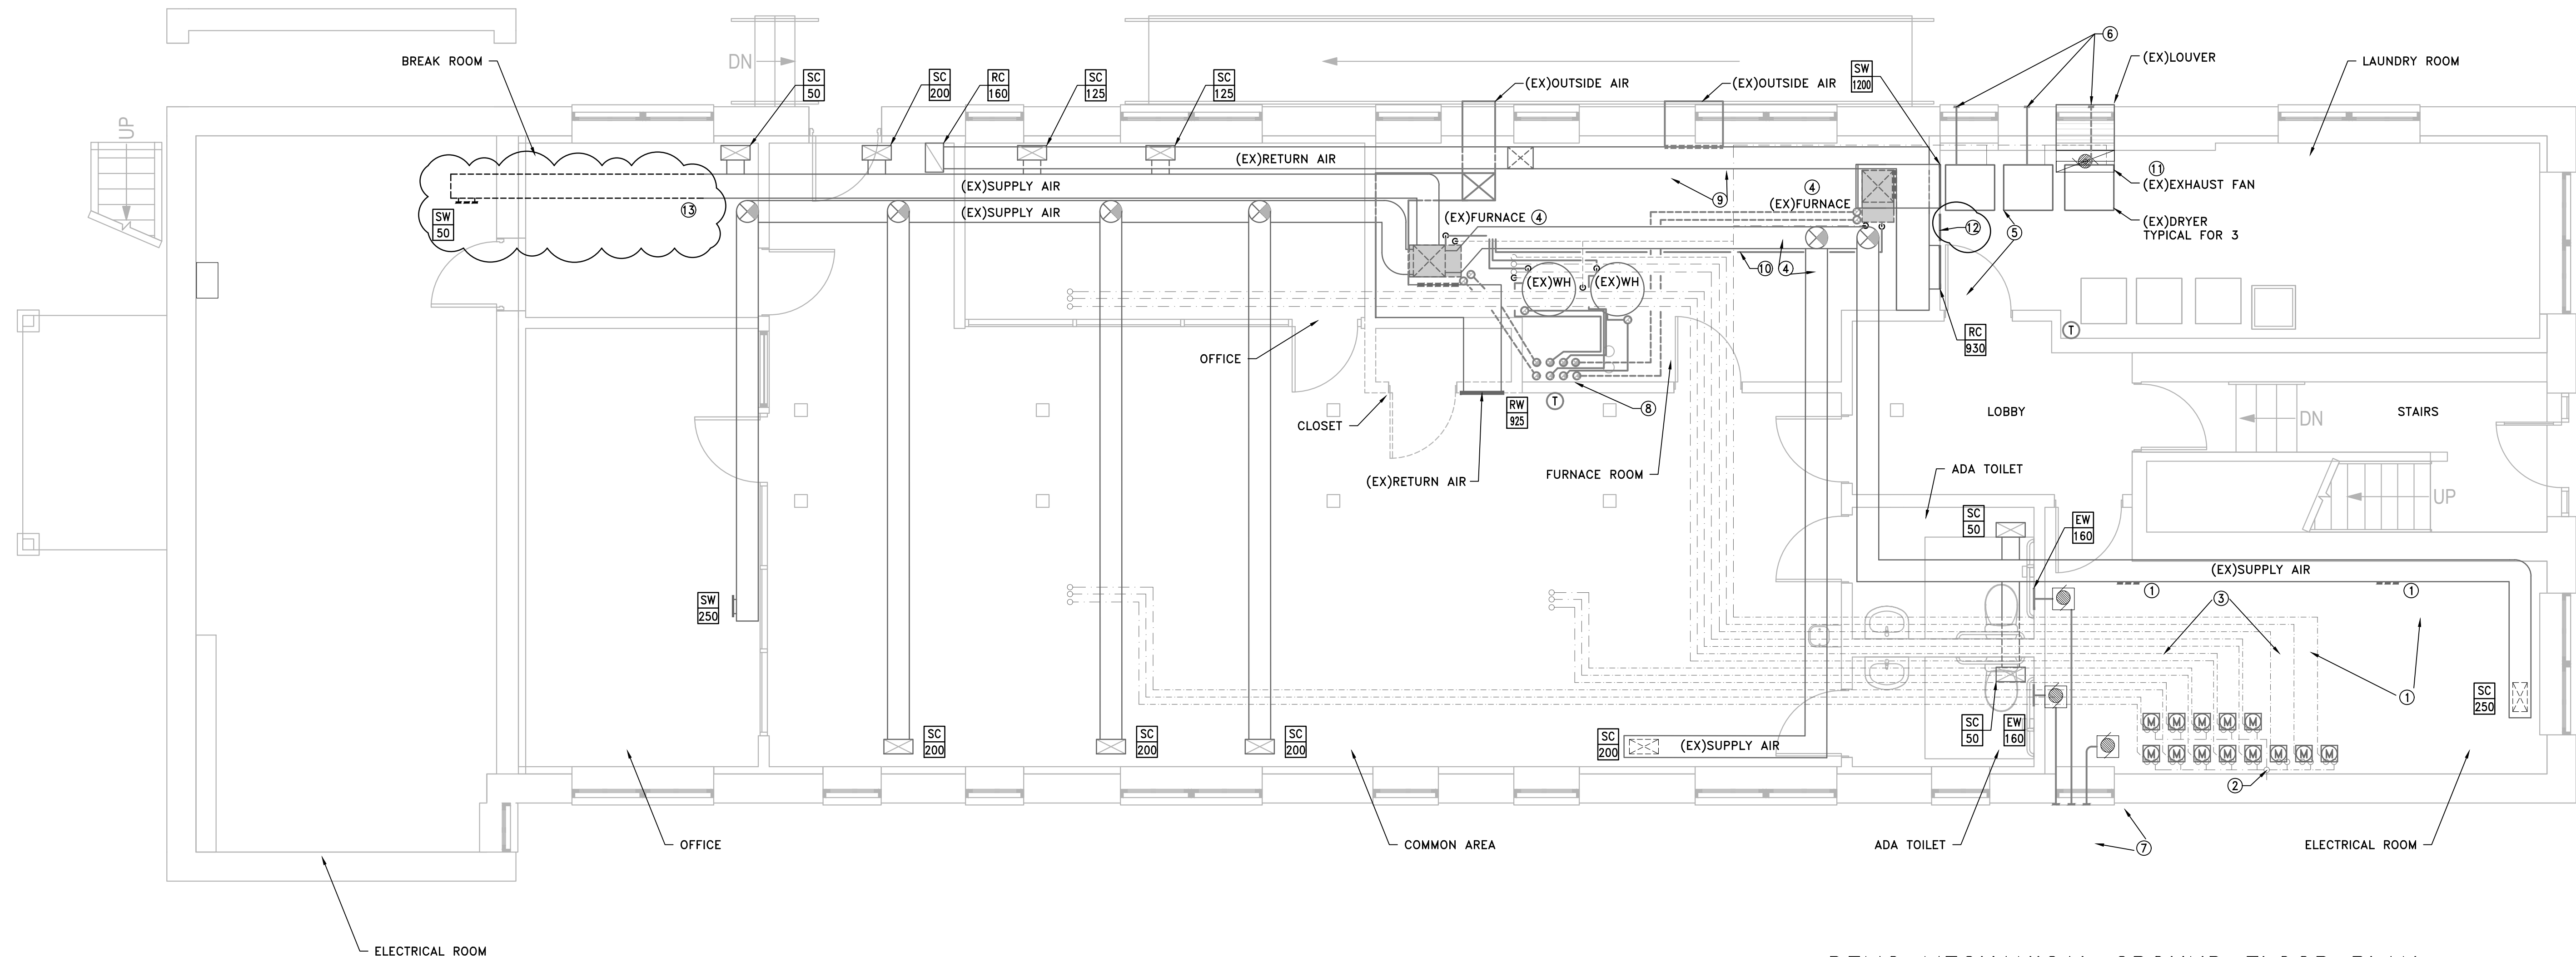 ⑥
BREAK ROOM
DN
SC
50
SC
200
RC
160
SC
125
SC
125
(EX)OUTSIDE AIR
(EX)OUTSIDE AIR
SW
1200
(EX)LOUVER
LAUNDRY ROOM
UP
(EX)RETURN AIR
(EX)SUPPLY AIR
(EX)SUPPLY AIR
SW
50
⑬
(EX)FURNACE ④
⑨
④
(EX)FURNACE
⑪
(EX)EXHAUST FAN
(EX)DRYER
TYPICAL FOR 3
⑫
⑤
⑩ ④
(EX)WH
(EX)WH
T
RC
930
OFFICE
CLOSET
RW
925
T
⑧
LOBBY
DN
STAIRS
(EX)RETURN AIR
FURNACE ROOM
ADA TOILET
UP
SC
50
EW
160
(EX)SUPPLY AIR
①
③
①
SW
250
①
SC
250
SC
200
SC
200
SC
200
SC
200
(EX)SUPPLY AIR
SC
50
EW
160
M M M M M
M M M M M M M M
②
OFFICE
COMMON AREA
ADA TOILET
⑦
ELECTRICAL ROOM
ELECTRICAL ROOM